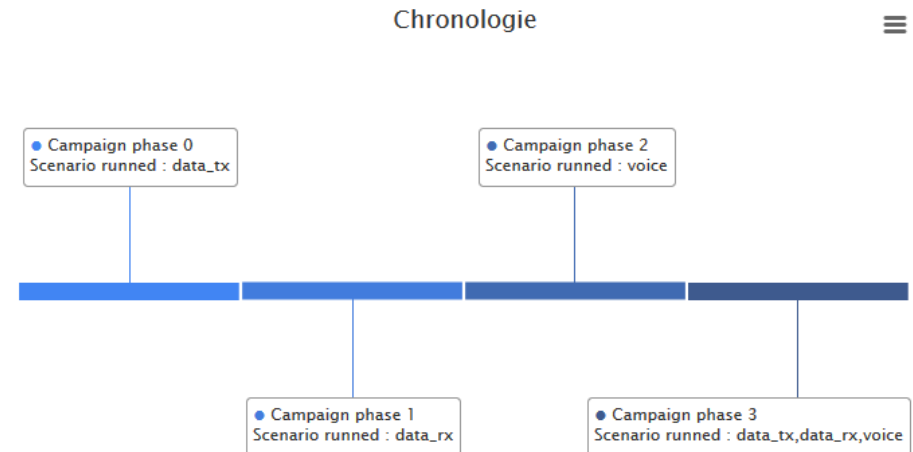 Chronologie
Campaign phase 0
Scenario runned : data_tx
Campaign phase 2
Scenario runned : voice
Campaign phase 1
Scenario runned : data_rx
Campaign phase 3
Scenario runned : data_tx,data_rx,voice